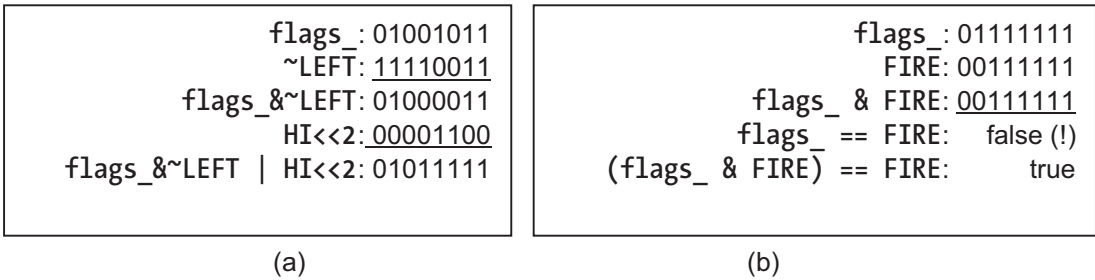 flags_: 01001011
~LEFT: 11110011
flags_&~LEFT: 01000011
HI<<2: 00001100
flags_&~LEFT | HI<<2: 01011111
(a)
flags_: 01111111
FIRE: 00111111
flags_ & FIRE: 00111111
flags_ == FIRE: false (!)
(flags_ & FIRE) == FIRE: true
(b)